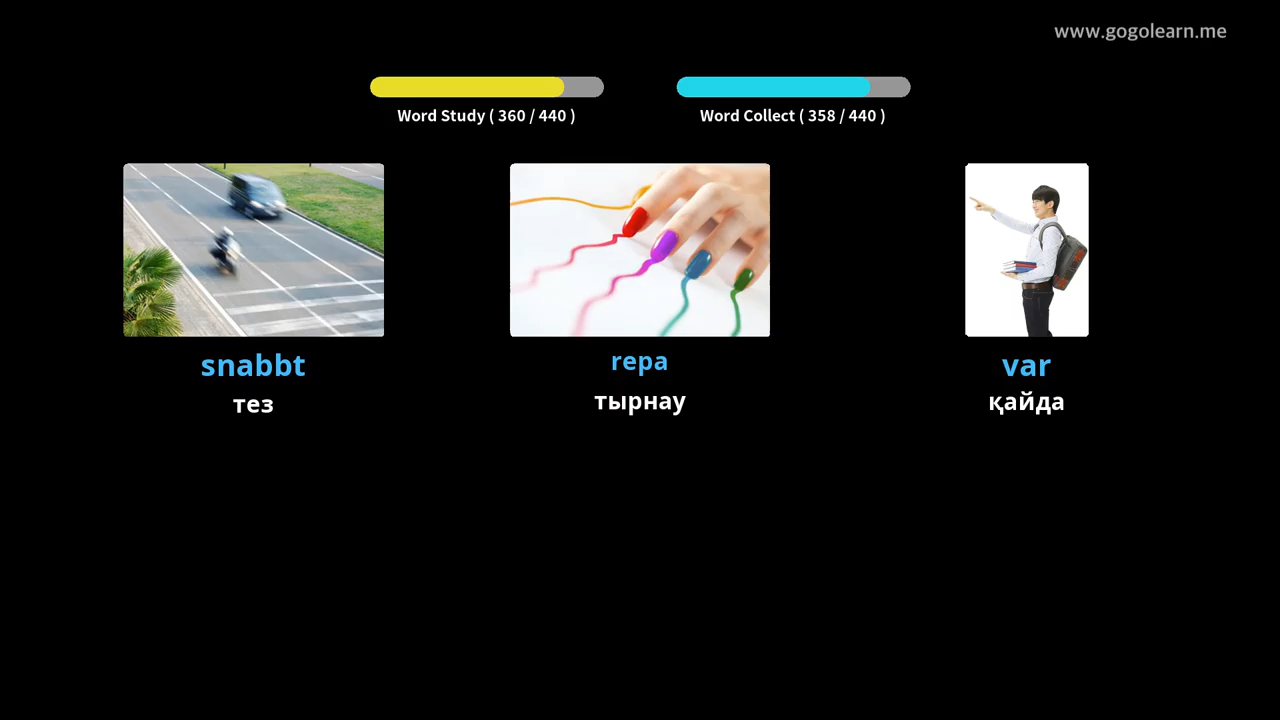 www.gogolearn.me
Word Study ( 360 / 440 )
Word Collect ( 358 / 440 )
snabbt
repa
var
тез
тырнау
қайда